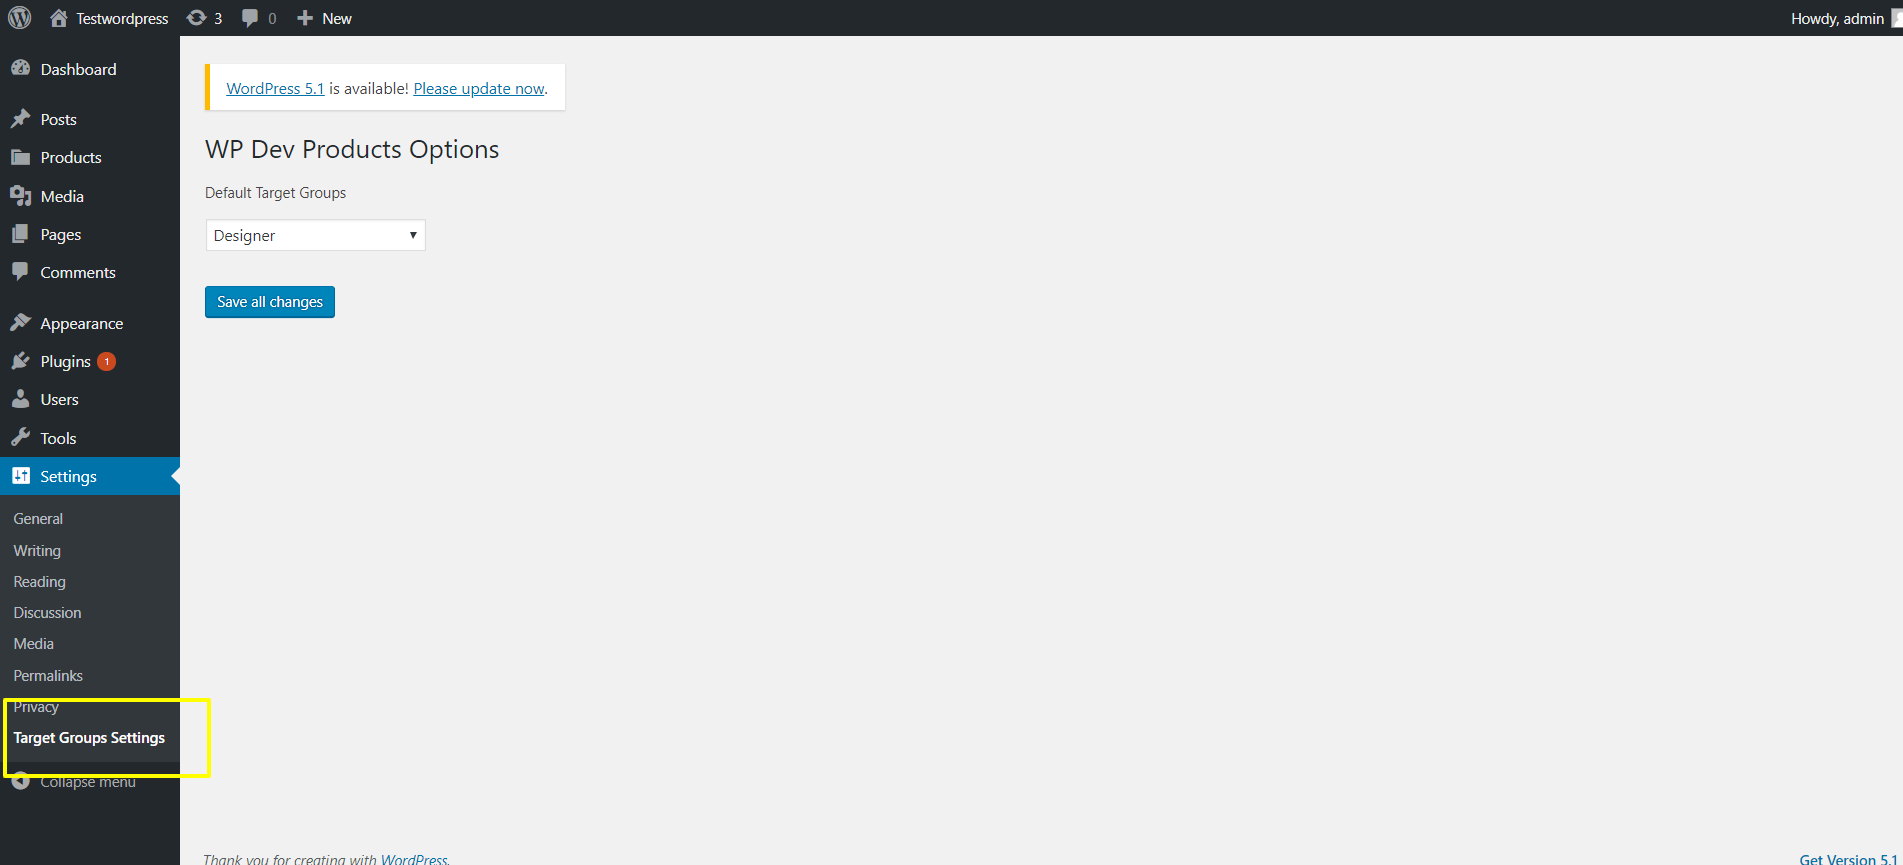 Testwordpress 3 0 New Howdy, admin
Dashboard
Posts
Products
Media
Pages
Comments
Appearance
Plugins 1
Users
Tools
Settings
General
Writing
Reading
Discussion
Media
Permalinks
Privacy
Target Groups Settings
Collapse menu
WordPress 5.1 is available! Please update now.
WP Dev Products Options
Default Target Groups
Designer
Save all changes
Thank you for creating with WordPress.
Get Version 5.1